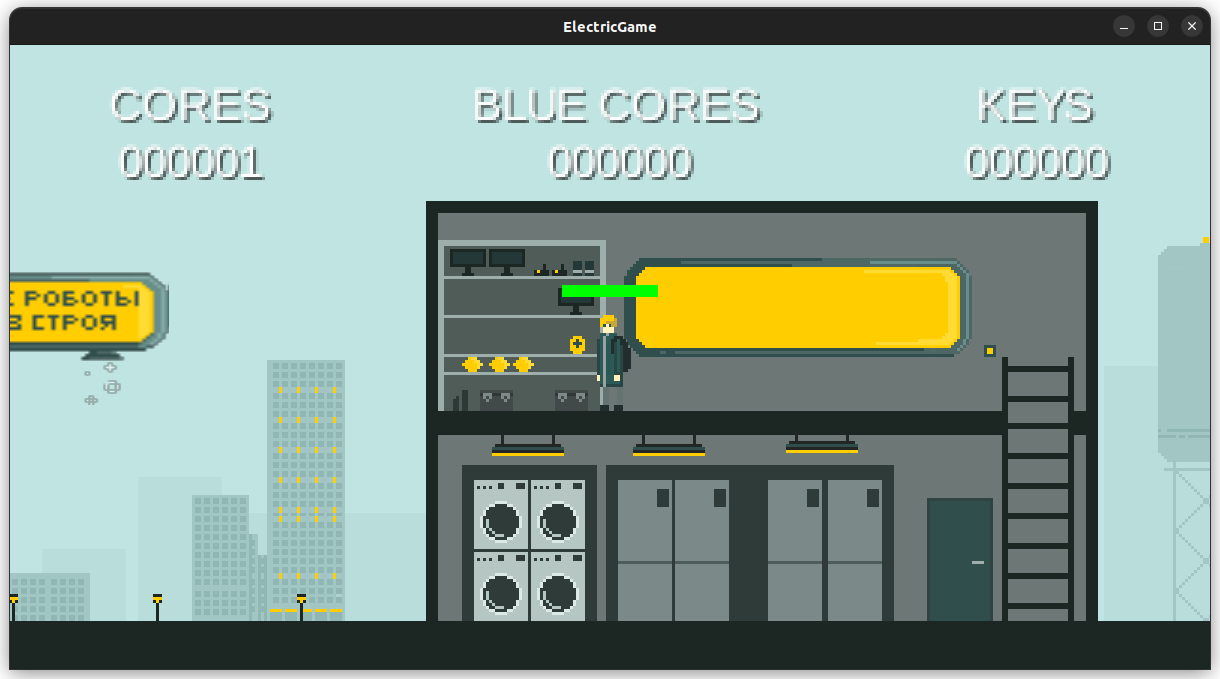 ElectricGame
CORES
BLUE CORES
KEYS
000001
000000
000000
РОБОТЫ
СТРОЯ